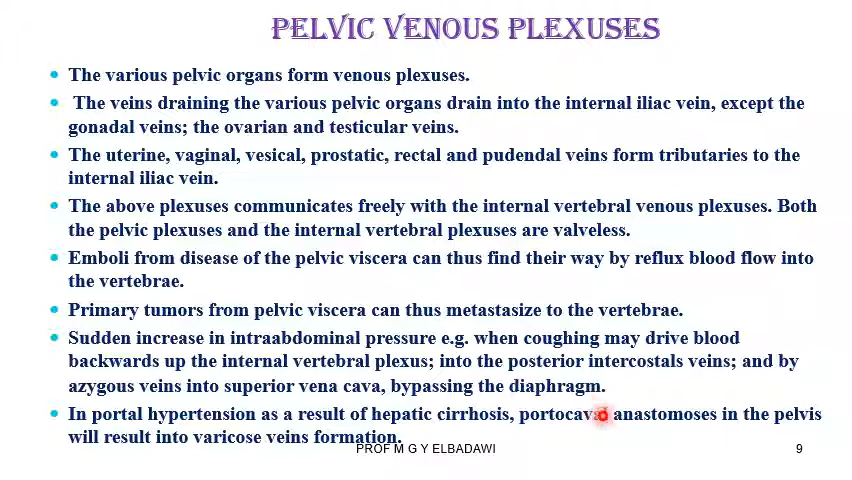 PELVIC VENOUS PLEXUSES
• The various pelvic organs form venous plexuses.
• The veins draining the various pelvic organs drain into the internal iliac vein, except the
gonadal veins; the ovarian and testicular veins.
• The uterine, vaginal, vesical, prostatic, rectal and pudendal veins form tributaries to the
internal iliac vein.
• The above plexuses communicates freely with the internal vertebral venous plexuses. Both
the pelvic plexuses and the internal vertebral plexuses are valveless.
• Emboli from disease of the pelvic viscera can thus find their way by reflux blood flow into
the vertebrae.
• Primary tumors from pelvic viscera can thus metastasize to the vertebrae.
• Sudden increase in intraabdominal pressure e.g. when coughing may drive blood
backwards up the internal vertebral plexus; into the posterior intercostals veins; and by
azygous veins into superior vena cava, bypassing the diaphragm.
• In portal hypertension as a result of hepatic cirrhosis, portocaval anastomoses in the pelvis
will result into varicose veins formation.
PROF M G Y ELBADAWI
9